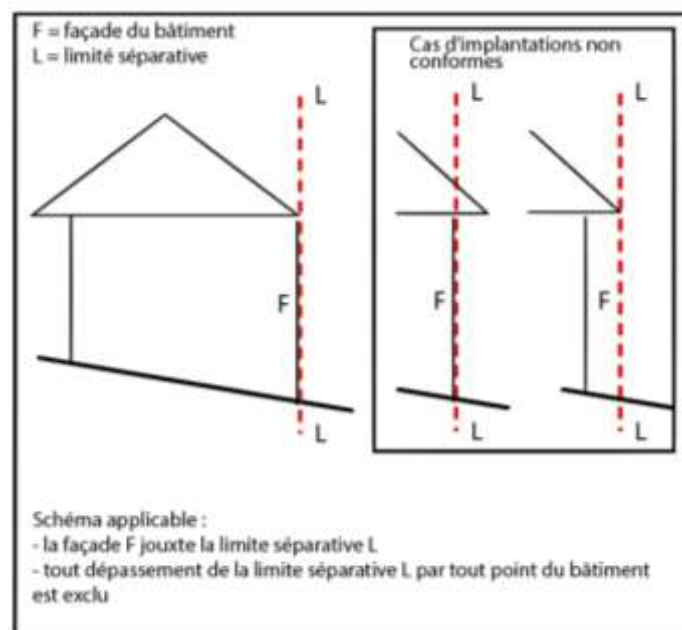 F = façade du bâtiment
L = limité séparative
Cas d'implantations non
conformes
L
L
L
F
F
F
L
L
L
Schéma applicable :
- la façade F jouxte la limite séparative L
- tout dépassement de la limite séparative L par tout point du bâtiment
est exclu